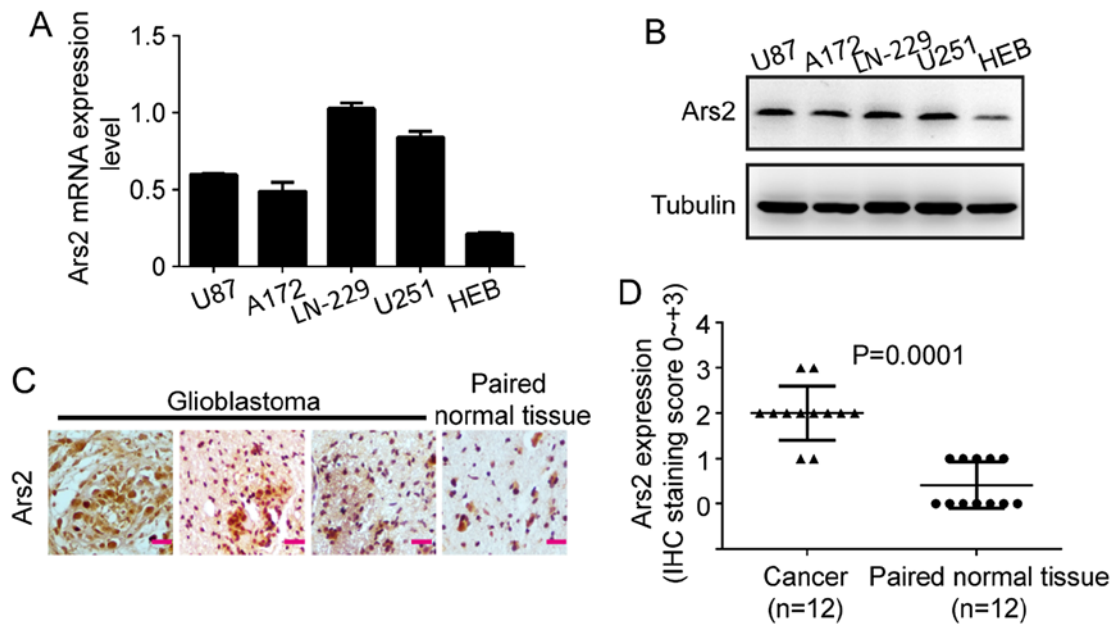 A
Ars2 mRNA expression
level
1.5
1.0
0.5
0
U87
A172
LN-229
U251
HEB
B
U87
A172
LN-229
U251
HEB
Ars2
Tubulin
C
Glioblastoma
Paired
normal tissue
Ars2
D
Ars2 expression
(IHC staining score 0~+3)
4
3
2
1
0
P=0.0001
Cancer
(n=12)
Paired normal tissue
(n=12)